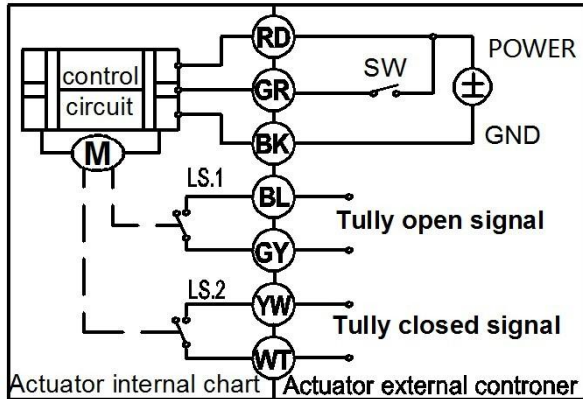 RD
POWER
SW
control
GR
circuit
GND
BK
M
LS.1
BL
Tully open signal
GY
LS.2
YW
Tully closed signal
WT
Actuator internal chart
Actuator external controner